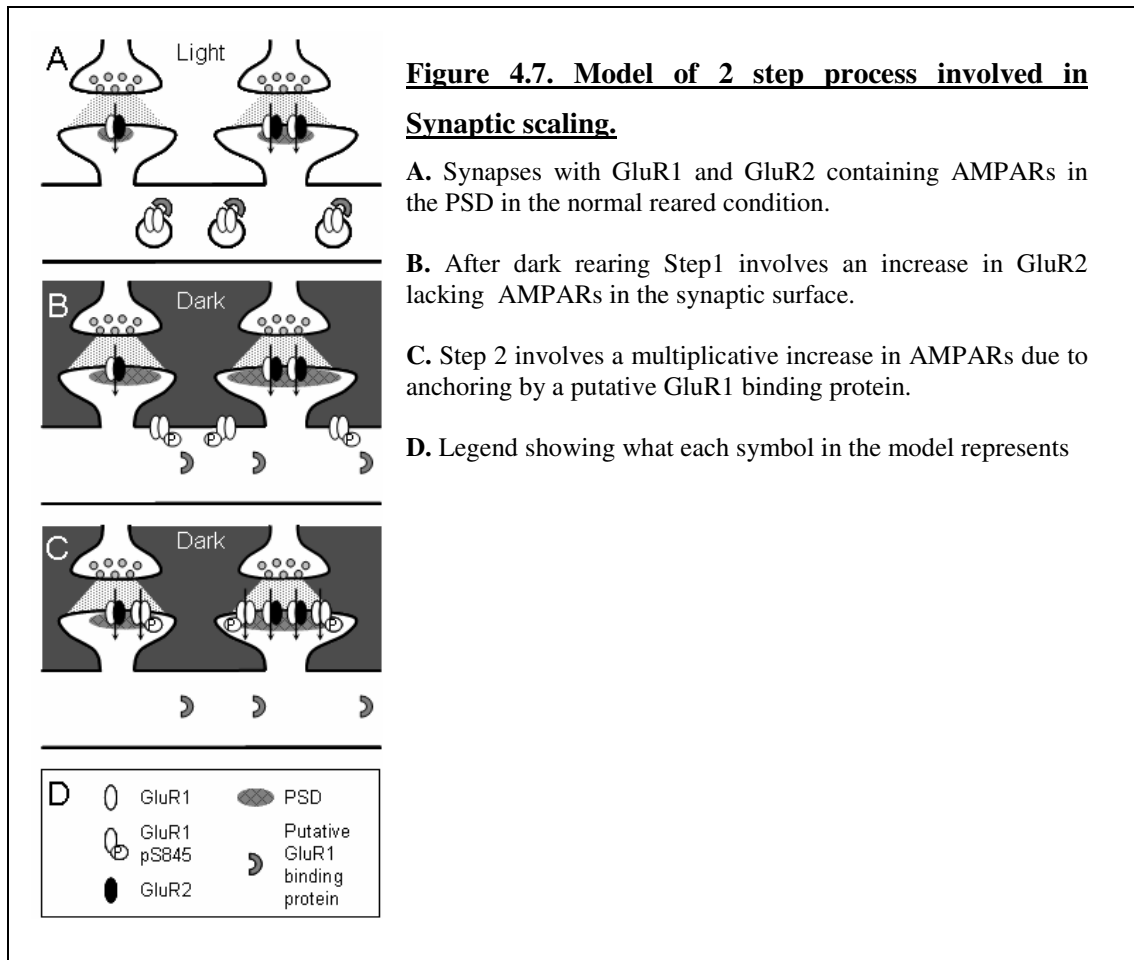 A
Light
B
Dark
P
P
P
C
Dark
P
P
P
D
GluR1
GluR1
pS845
P
GluR2
PSD
Putative
GluR1
binding
protein
Figure 4.7. Model of 2 step process involved in
Synaptic scaling.
A. Synapses with GluR1 and GluR2 containing AMPARs in
the PSD in the normal reared condition.
B. After dark rearing Step1 involves an increase in GluR2
lacking AMPARs in the synaptic surface.
C. Step 2 involves a multiplicative increase in AMPARs due to
anchoring by a putative GluR1 binding protein.
D. Legend showing what each symbol in the model represents